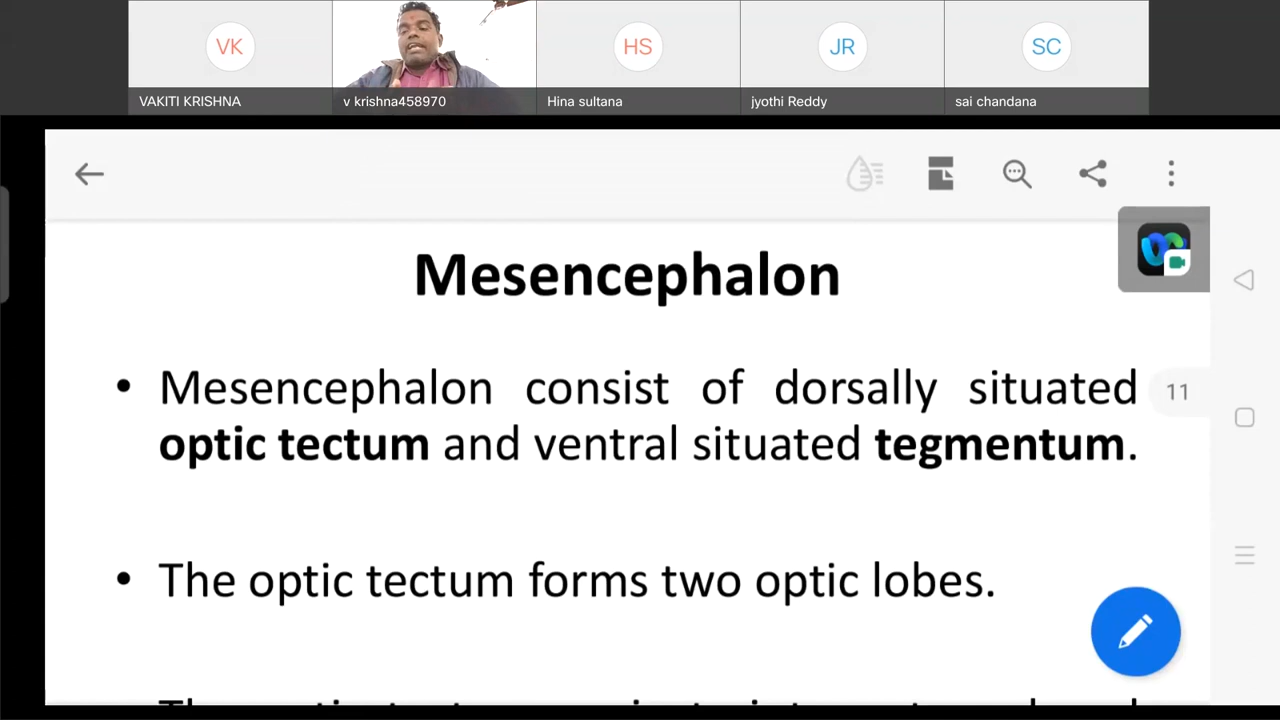 VK
HS
JR
SC
VAKITI KRISHNA
v krishna458970
Hina sultana
jyothi Reddy
sai chandana
Mesencephalon
11
• Mesencephalon consist of dorsally situated
optic tectum and ventral situated tegmentum.
• The optic tectum forms two optic lobes.